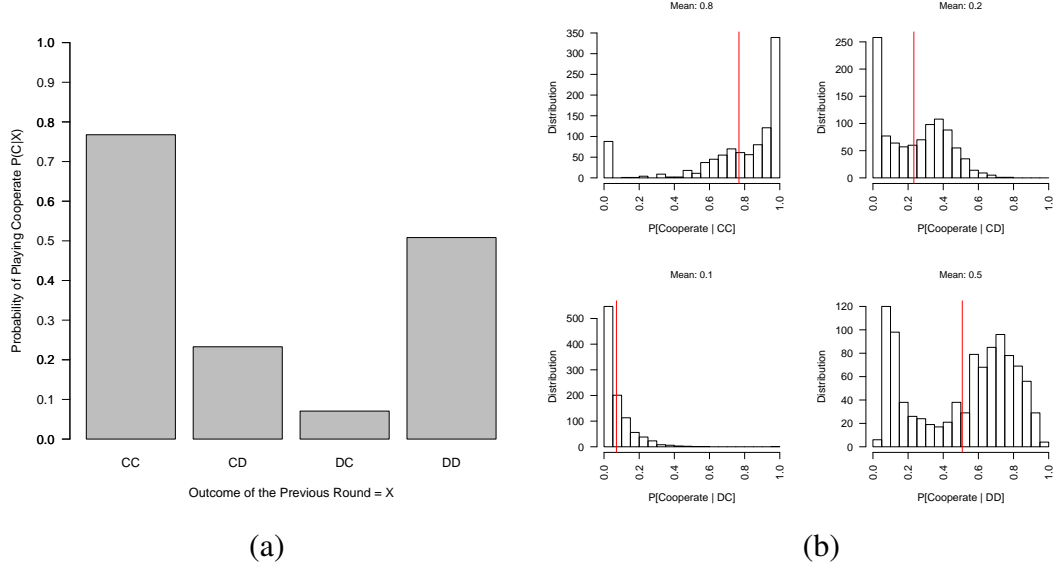 Probability of Playing Cooperate P(C|X)
1.0
0.9
0.8
0.7
0.6
0.5
0.4
0.3
0.2
0.1
0.0
CC CD DC DD
Outcome of the Previous Round = X
(a)
Mean: 0.8
Distribution
350
300
250
200
150
100
50
0
0.0 0.2 0.4 0.6 0.8 1.0
P[Cooperate | CC]
Mean: 0.2
Distribution
250
200
150
100
50
0
0.0 0.2 0.4 0.6 0.8 1.0
P[Cooperate | CD]
Mean: 0.1
Distribution
500
400
300
200
100
0
0.0 0.2 0.4 0.6 0.8 1.0
P[Cooperate | DC]
Mean: 0.5
Distribution
120
100
80
60
40
20
0
0.0 0.2 0.4 0.6 0.8 1.0
P[Cooperate | DD]
(b)